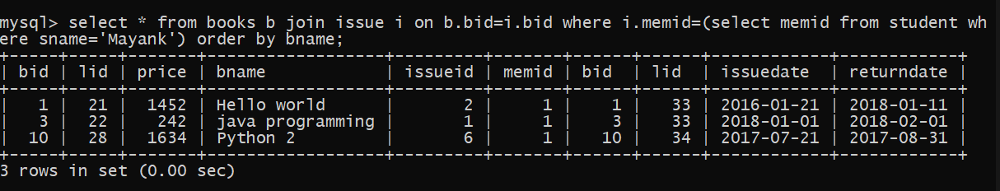 mysql> select * from books b join issue i on b.bid=i.bid where i.memid=(select memid from student wh
ere sname='Mayank') order by bname;
+-----+-----+-------+------------------+---------+-------+-----+-----+------------+------------+
| bid | lid | price | bname            | issueid | memid | bid | lid | issuedate  | returndate |
+-----+-----+-------+------------------+---------+-------+-----+-----+------------+------------+
|   1 |  21 |  1452 | Hello world      |       2 |     1 |   1 |  33 | 2016-01-21 | 2018-01-11 |
|   3 |  22 |   242 | java programming |       1 |     1 |   3 |  33 | 2018-01-01 | 2018-02-01 |
|  10 |  28 |  1634 | Python 2         |       6 |     1 |  10 |  34 | 2017-07-21 | 2017-08-31 |
+-----+-----+-------+------------------+---------+-------+-----+-----+------------+------------+
3 rows in set (0.00 sec)